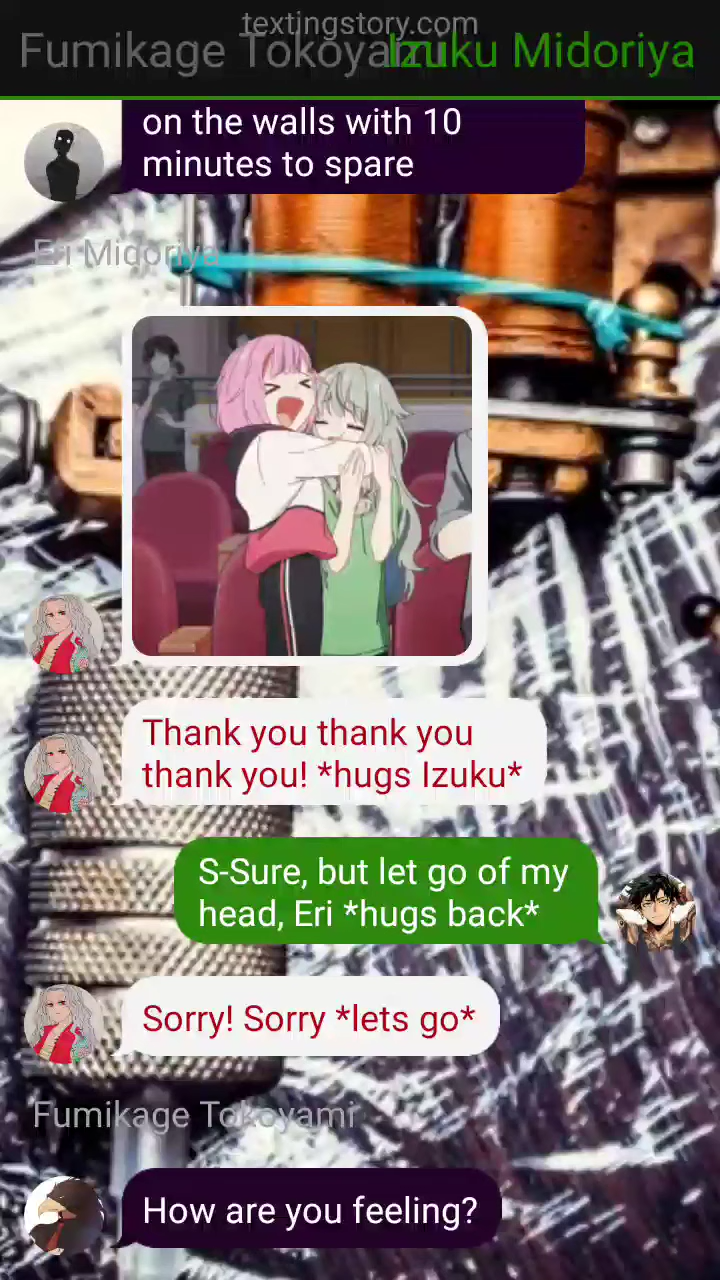 textingstory.com
Fumikage Tokoyami
Izuku Midoriya
on the walls with 10
minutes to spare
Eri Midoriya
Thank you thank you
thank you! *hugs Izuku*
S-Sure, but let go of my
head, Eri *hugs back*
Sorry! Sorry *lets go*
Fumikage Tokoyami
How are you feeling?